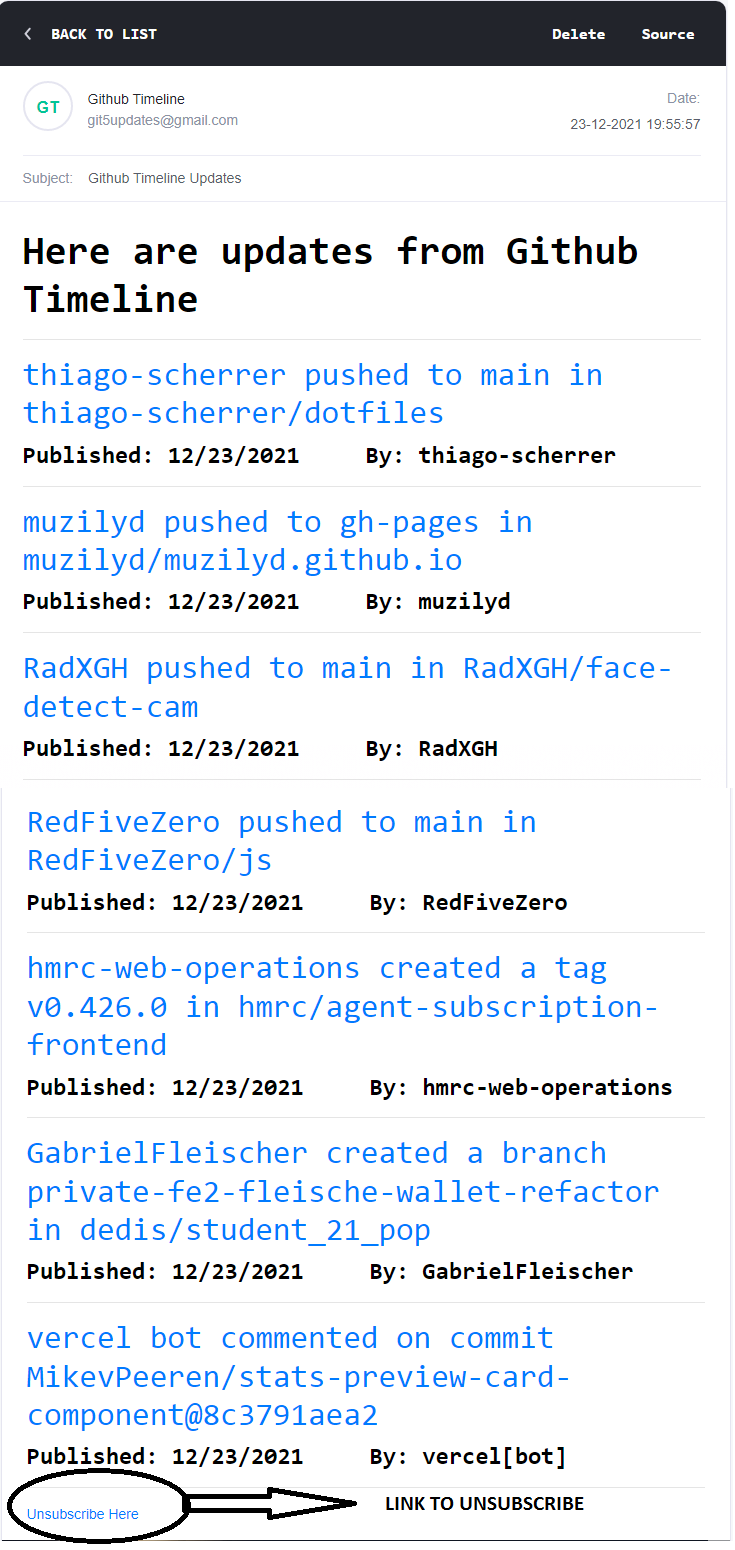 BACK TO LIST Delete Source
GT
Github Timeline
Date:
git5updates@gmail.com
23-12-2021 19:55:57
Subject: Github Timeline Updates
Here are updates from Github
Timeline
thiago-scherrer pushed to main in
thiago-scherrer/dotfiles
Published: 12/23/2021 By: thiago-scherrer
muzilyd pushed to gh-pages in
muzilyd/muzilyd.github.io
Published: 12/23/2021 By: muzilyd
RadXGH pushed to main in RadXGH/face-
detect-cam
Published: 12/23/2021 By: RadXGH
RedFiveZero pushed to main in
RedFiveZero/js
Published: 12/23/2021 By: RedFiveZero
hmrc-web-operations created a tag
v0.426.0 in hmrc/agent-subscription-
frontend
Published: 12/23/2021 By: hmrc-web-operations
GabrielFleischer created a branch
private-fe2-fleische-wallet-refactor
in dedis/student_21_pop
Published: 12/23/2021 By: GabrielFleischer
vercel bot commented on commit
MikevPeeren/stats-preview-card-
component@8c3791aea2
Published: 12/23/2021 By: vercel[bot]
Unsubscribe Here LINK TO UNSUBSCRIBE